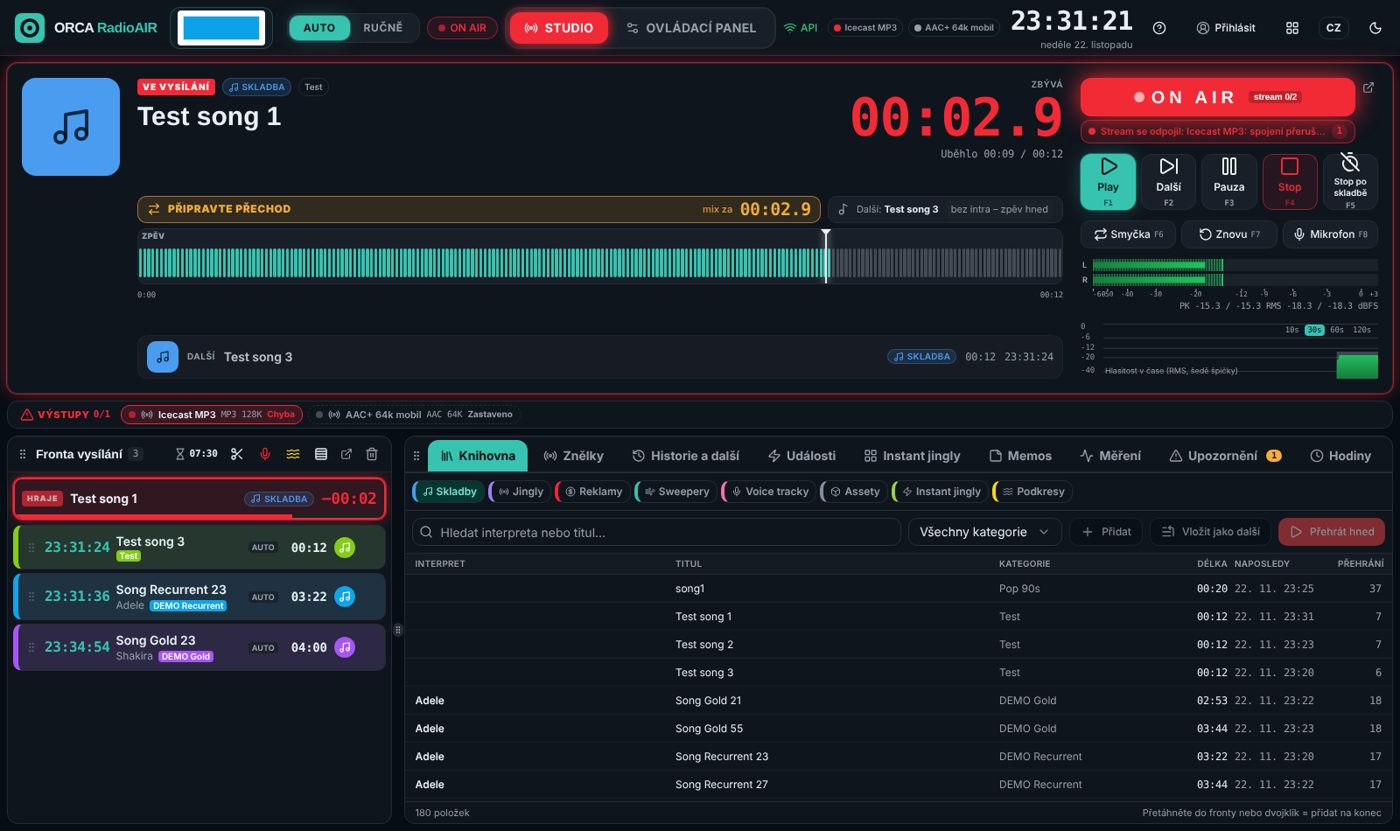 ORCA RadioAIR
AUTO RUČNĚ ON AIR STUDIO OVLÁDACÍ PANEL API Icecast MP3 AAC+ 64k mobil 23:31:21 Přihlásit CZ
neděle 22. listopadu
VE VYSÍLÁNÍ SKLADBA Test
Test song 1
ZBÝVÁ
00:02.9
Uběhlo 00:09 / 00:12
PŘIPRAVTE PŘECHOD mix za 00:02.9
Další: Test song 3 bez intra – zpěv hned
ZPĚV
0:00 00:12
DALŠÍ Test song 3 SKLADBA 00:12 23:31:24
ON AIR stream 0/2
Stream se odpojil: Icecast MP3: spojení přeruš... 1
Play Další Pauza Stop Stop po skladbě
F1 F2 F3 F4 F5
Smyčka F6 Znovu F7 Mikrofon F8
L
R
-60 50 -40 -30 -20 -12 -9 -6 -3 0 +3
PK -15.3 / -15.3 RMS -18.3 / -18.3 dBFS
10s 30s 60s 120s
0
-6
-12
-20
-40 Hlasitost v čase (RMS, šedě špičky)
VÝSTUPY 0/1 Icecast MP3 MP3 128K Chyba AAC+ 64k mobil AAC 64K Zastaveno
Fronta vysílání 3 07:30
HRAJE Test song 1 SKLADBA −00:02
23:31:24 Test song 3 AUTO 00:12
Test
23:31:36 Song Recurrent 23 AUTO 03:22
Adele DEMO Recurrent
23:34:54 Song Gold 23 AUTO 04:00
Shakira DEMO Gold
Knihovna Znělky Historie a další Události Instant jingly Memos Měření Upozornění 1 Hodiny
Skladby Jingly Reklamy Sweepery Voice tracky Assety Instant jingly Podkresy
Hledat interpreta nebo titul... Všechny kategorie Přidat Vložit jako další Přehrát hned
INTERPRET TITUL KATEGORIE DÉLKA NAPOSLEDY PŘEHRÁNÍ
song1 Pop 90s 00:20 22. 11. 23:25 37
Test song 1 Test 00:12 22. 11. 23:31 7
Test song 2 Test 00:12 22. 11. 23:23 7
Test song 3 Test 00:12 22. 11. 23:20 6
Adele Song Gold 21 DEMO Gold 02:53 22. 11. 23:22 18
Adele Song Gold 55 DEMO Gold 03:44 22. 11. 23:23 18
Adele Song Recurrent 23 DEMO Recurrent 03:22 22. 11. 23:20 17
Adele Song Recurrent 27 DEMO Recurrent 03:44 22. 11. 23:22 17
180 položek Přetáhněte do fronty nebo dvojklik = přidat na konec